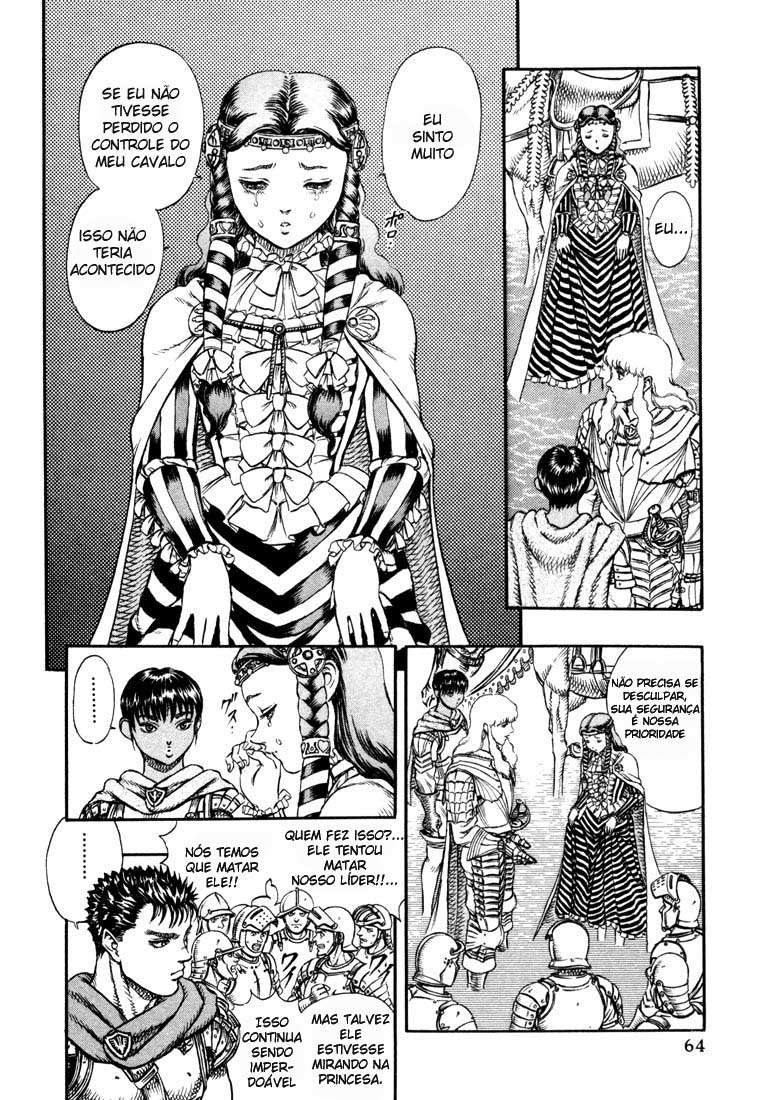 EU...
EU
SINTO
MUITO
SE EU NÃO
TIVESSE
PERDIDO O
CONTROLE DO
MEU CAVALO
ISSO NÃO
TERIA
ACONTECIDO
ポロ
NÃO PRECISA SE
DESCULPAR,
SUA SEGURANÇA
É NOSSA
PRIORIDADE
......
QUEM FEZ ISSO?...
ELE TENTOU
MATAR
NOSSO LÍDER!!...
NÓS TEMOS
QUE MATAR
ELE!!
MAS TALVEZ
ELE
ESTIVESSE
MIRANDO NA
PRINCESA.
ISSO
CONTINUA
SENDO
IMPER-
DOÁVEL
......
64